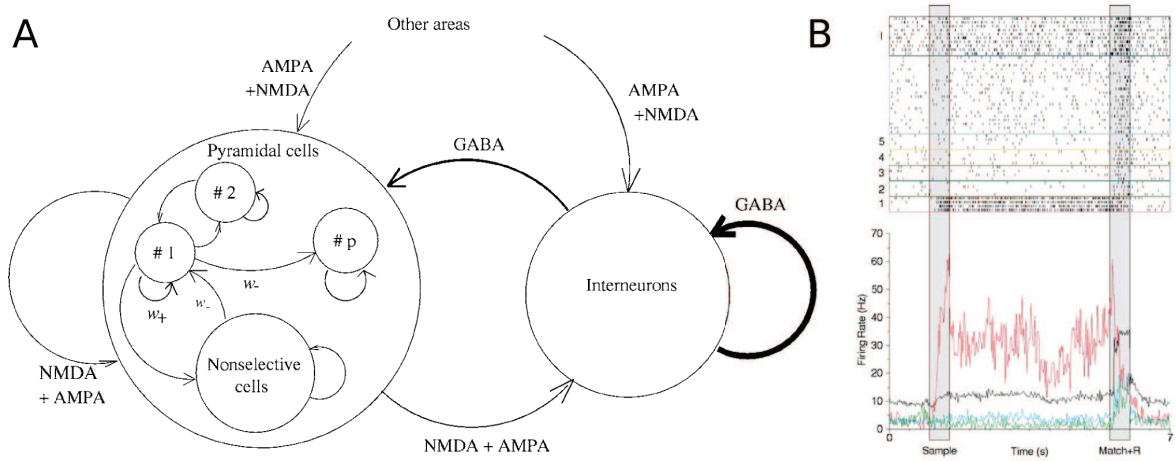 A
Other areas
AMPA
+NMDA
AMPA
+NMDA
GABA
Pyramidal cells
# 2
# 1
# p
w-
w-
w+
Nonselective
cells
NMDA
+ AMPA
NMDA + AMPA
Interneurons
GABA
B
I
5
4
3
2
1
70
60
50
40
30
20
10
0
Firing Rate (Hz)
0
7
Sample
Time (s)
Match+R